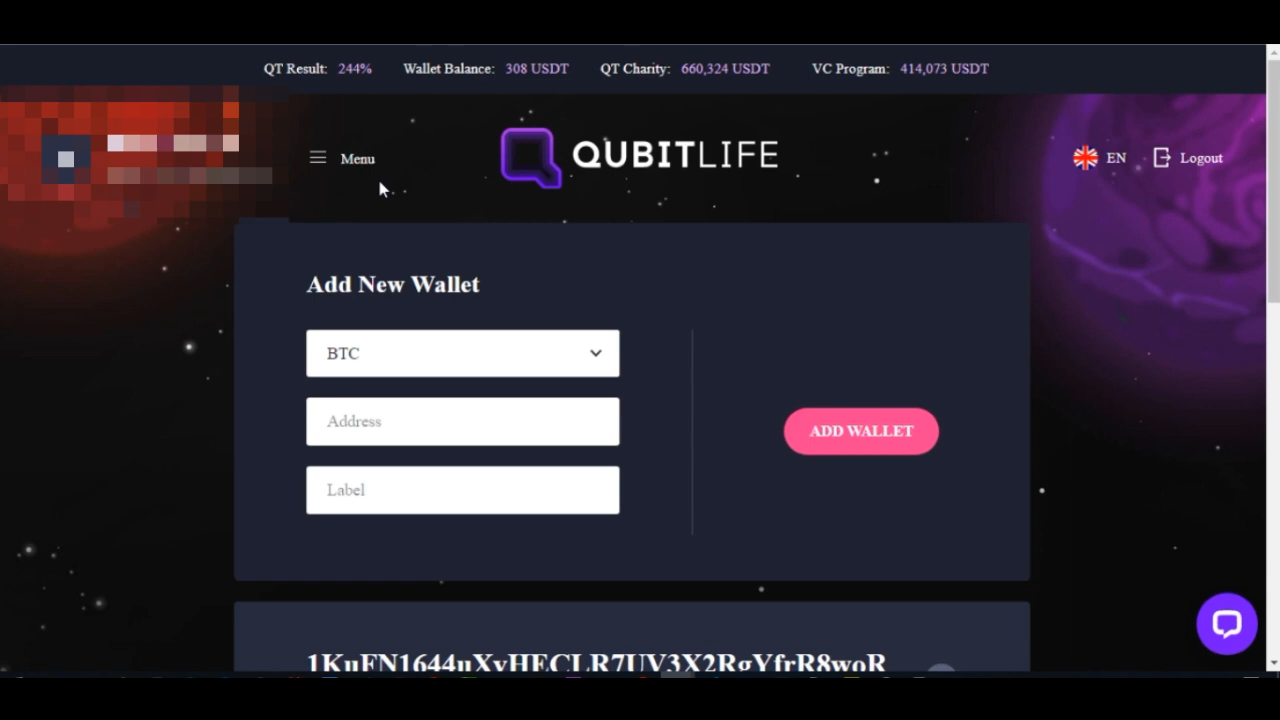 QT Result: 244% Wallet Balance: 308 USDT QT Charity: 660,324 USDT VC Program: 414,073 USDT
Menu QUBITLIFE EN Logout
Add New Wallet
BTC
Address
ADD WALLET
Label